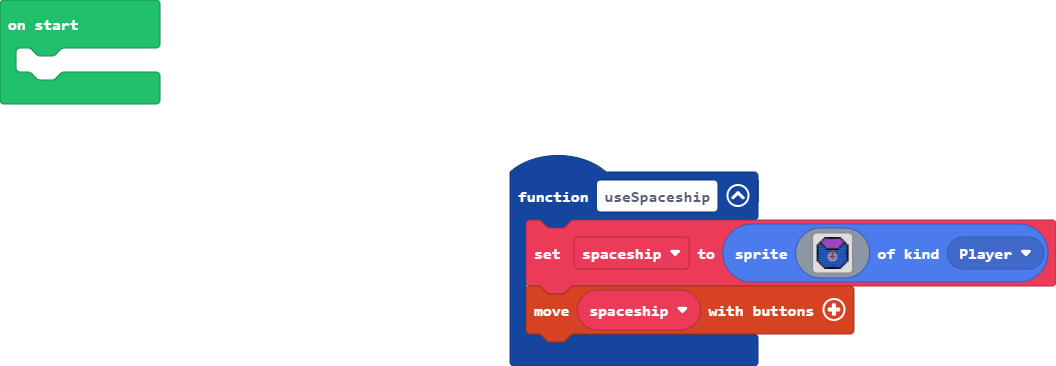 on start
function useSpaceship
set spaceship to sprite of kind Player
move spaceship with buttons